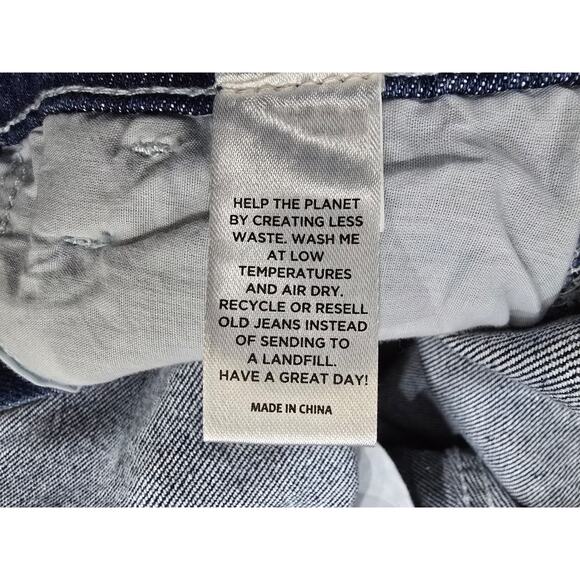 HELP THE PLANET
BY CREATING LESS
WASTE. WASH ME
AT LOW
TEMPERATURES
AND AIR DRY.
RECYCLE OR RESELL
OLD JEANS INSTEAD
OF SENDING TO
A LANDFILL.
HAVE A GREAT DAY!
MADE IN CHINA